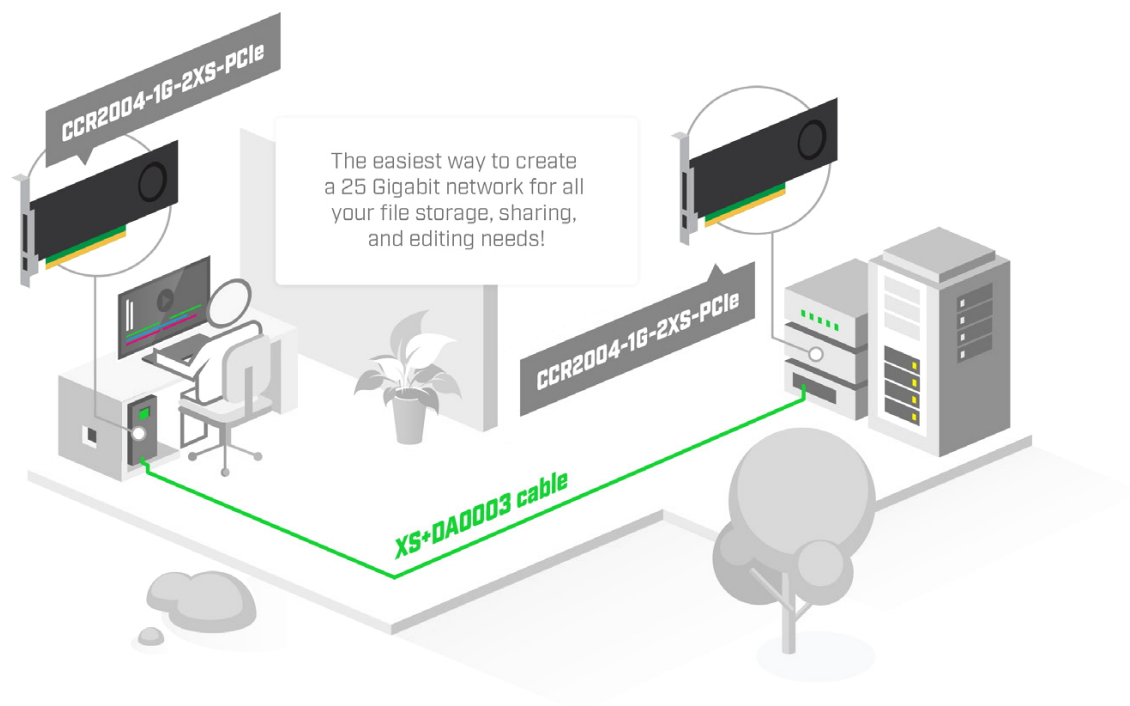 CCR2004-1G-2XS-PCIe
The easiest way to create
a 25 Gigabit network for all
your file storage, sharing,
and editing needs!
CCR2004-1G-2XS-PCIe
XS+DA0003 cable